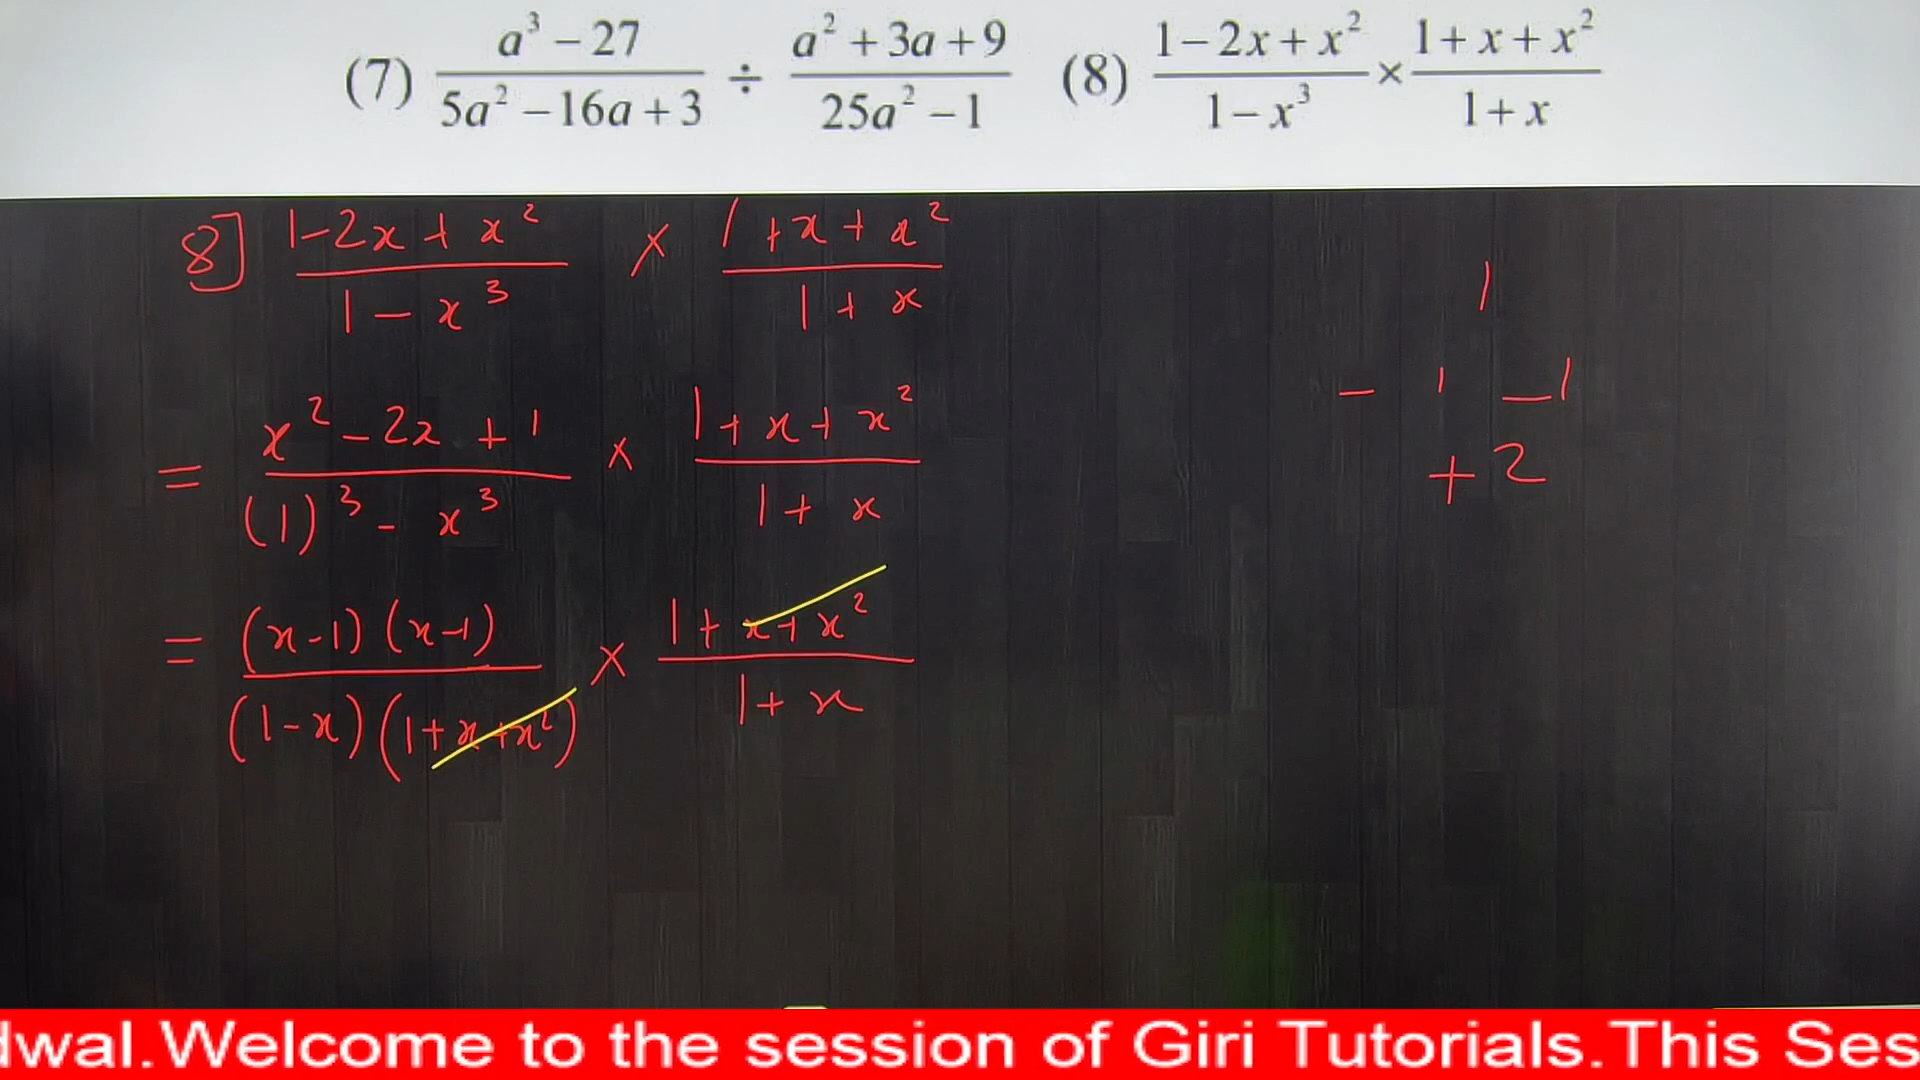 (7) (a³ − 27)/(5a² − 16a + 3) ÷ (a² + 3a + 9)/(25a² − 1) (8) (1 − 2x + x²)/(1 − x³) × (1 + x + x²)/(1 + x)
8] (1 − 2x + x²)/(1 − x³) × (1 + x + x²)/(1 + x)
= (x² − 2x + 1)/((1)³ − x³) × (1 + x + x²)/(1 + x)
= ((x − 1)(x − 1))/((1 − x)(1 + x + x²)) × (1 + x + x²)/(1 + x)
1
− 1 − 1
+ 2
dwal.Welcome to the session of Giri Tutorials.This Ses